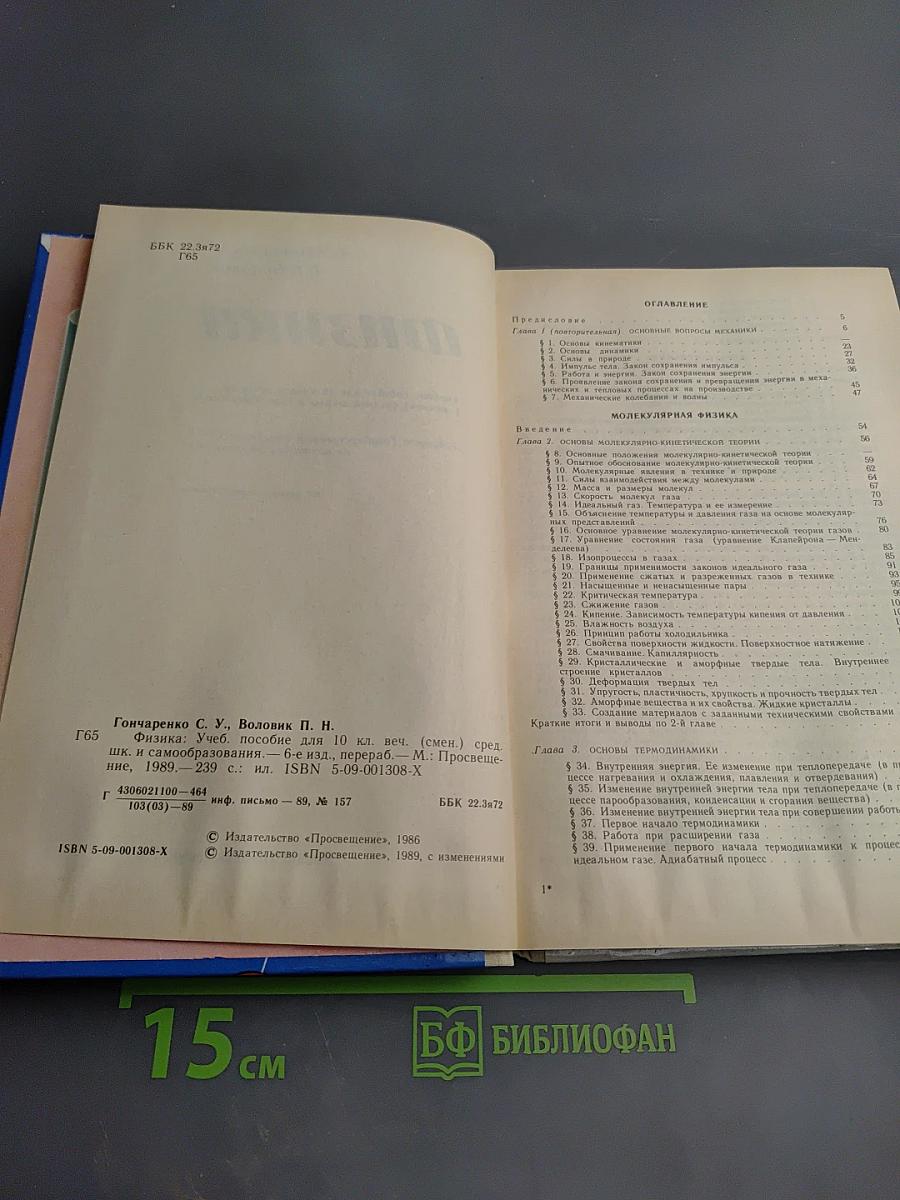 ББК 22.3я72
Г65
Гончаренко С. У., Воловик П. Н.
Г65 Физика: Учеб. пособие для 10 кл. веч. (смен.) сред.
шк. и самообразования. — 6-е изд., перераб. — М.: Просвеще-
ние, 1989. — 239 с.: ил. ISBN 5-09-001308-X
Г 4306021100—464
103(03)—89
инф. письмо — 89, № 157 ББК 22.3я72
ISBN 5-09-001308-X
© Издательство «Просвещение», 1986
© Издательство «Просвещение», 1989, с изменениями
ОГЛАВЛЕНИЕ
Предисловие . . . 5
Глава 1 (повторительная). ОСНОВНЫЕ ВОПРОСЫ МЕХАНИКИ . . . 6
§ 1. Основы кинематики . . . —
§ 2. Основы динамики . . . 23
§ 3. Силы в природе . . . 27
§ 4. Импульс тела. Закон сохранения импульса . . . 32
§ 5. Работа и энергия. Закон сохранения энергии . . . 36
§ 6. Проявление закона сохранения и превращения энергии в меха-
нических и тепловых процессах на производстве . . . 45
§ 7. Механические колебания и волны . . . 47
МОЛЕКУЛЯРНАЯ ФИЗИКА
Введение . . . 54
Глава 2. ОСНОВЫ МОЛЕКУЛЯРНО-КИНЕТИЧЕСКОЙ ТЕОРИИ . . . 56
§ 8. Основные положения молекулярно-кинетической теории . . . —
§ 9. Опытное обоснование молекулярно-кинетической теории . . . 59
§ 10. Молекулярные явления в технике и природе . . . 62
§ 11. Силы взаимодействия между молекулами . . . 64
§ 12. Масса и размеры молекул . . . 67
§ 13. Скорость молекул газа . . . 70
§ 14. Идеальный газ. Температура и ее измерение . . . 73
§ 15. Объяснение температуры и давления газа на основе молекуляр-
ных представлений . . . 76
§ 16. Основное уравнение молекулярно-кинетической теории газов . . . 80
§ 17. Уравнение состояния газа (уравнение Клапейрона — Мен-
делеева) . . . 83
§ 18. Изопроцессы в газах . . . 85
§ 19. Границы применимости законов идеального газа . . . 91
§ 20. Применение сжатых и разреженных газов в технике . . . 93
§ 21. Насыщенные и ненасыщенные пары . . . 95
§ 22. Критическая температура . . .
§ 23. Сжижение газов . . .
§ 24. Кипение. Зависимость температуры кипения от давления . . .
§ 25. Влажность воздуха . . .
§ 26. Принцип работы холодильника . . .
§ 27. Свойства поверхности жидкости. Поверхностное натяжение . . .
§ 28. Смачивание. Капиллярность . . .
§ 29. Кристаллические и аморфные твердые тела. Внутреннее
строение кристаллов . . .
§ 30. Деформация твердых тел . . .
§ 31. Упругость, пластичность, хрупкость и прочность твердых тел . . .
§ 32. Аморфные вещества и их свойства. Жидкие кристаллы . . .
§ 33. Создание материалов с заданными техническими свойствами
Краткие итоги и выводы по 2-й главе . . .
Глава 3. ОСНОВЫ ТЕРМОДИНАМИКИ . . .
§ 34. Внутренняя энергия. Ее изменение при теплопередаче (в п
цессе нагревания и охлаждения, плавления и отвердевания) . . .
§ 35. Изменение внутренней энергии тела при теплопередаче (в п
цессе парообразования, конденсации и сгорания вещества) . . .
§ 36. Изменение внутренней энергии тела при совершении работы
§ 37. Первое начало термодинамики . . .
§ 38. Работа при расширении газа . . .
§ 39. Применение первого начала термодинамики к процес
идеальном газе. Адиабатный процесс . . .
1*
15 см
БФ БИБЛИОФАН